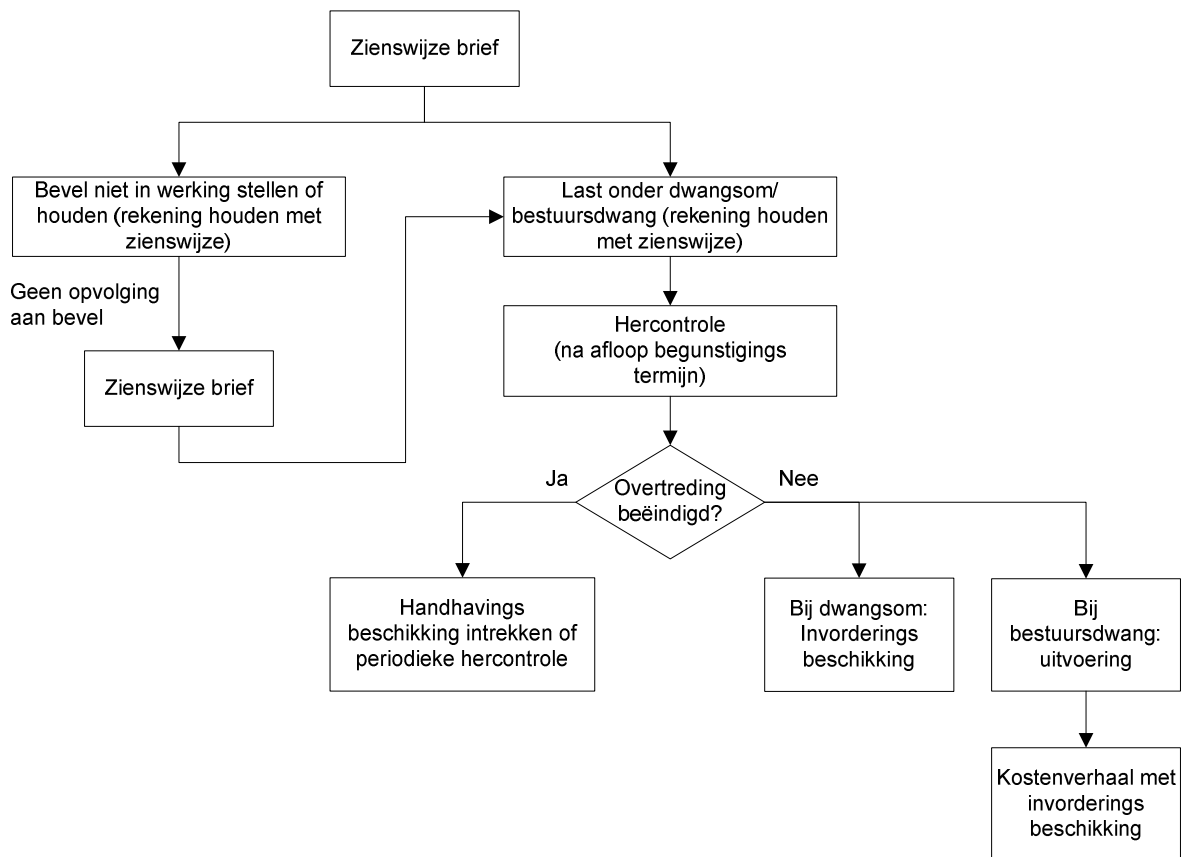 Zienswijze brief
Bevel niet in werking stellen of
houden (rekening houden met
zienswijze)
Last onder dwangsom/
bestuursdwang (rekening houden
met zienswijze)
Geen opvolging
aan bevel
Zienswijze brief
Hercontrole
(na afloop begunstigings
termijn)
Ja
Overtreding
beëindigd?
Nee
Handhavings
beschikking intrekken of
periodieke hercontrole
Bij dwangsom:
Invorderings
beschikking
Bij
bestuursdwang:
uitvoering
Kostenverhaal met
invorderings
beschikking